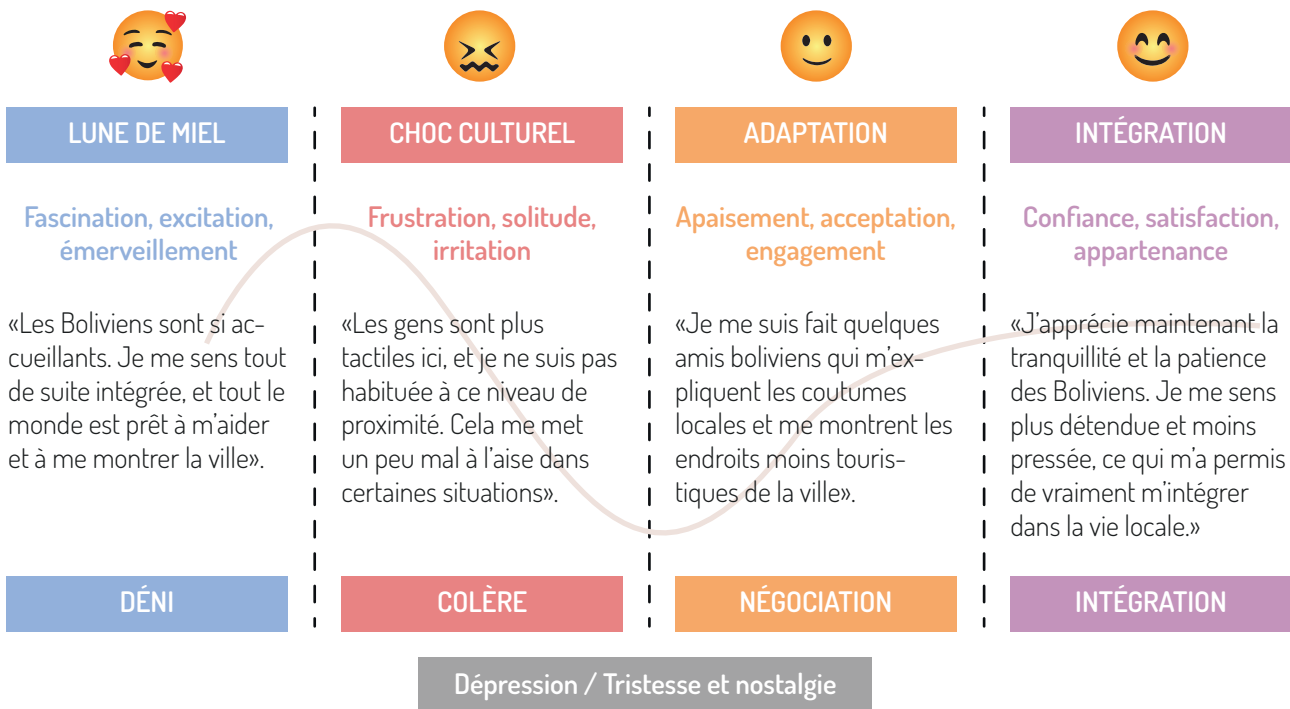 LUNE DE MIEL
Fascination, excitation,
émerveillement
«Les Boliviens sont si ac-
cueillants. Je me sens tout
de suite intégrée, et tout le
monde est prêt à m'aider
et à me montrer la ville».
DÉNI
CHOC CULTUREL
Frustration, solitude,
irritation
«Les gens sont plus
tactiles ici, et je ne suis pas
habituée à ce niveau de
proximité. Cela me met
un peu mal à l'aise dans
certaines situations».
COLÈRE
ADAPTATION
Apaisement, acceptation,
engagement
«Je me suis fait quelques
amis boliviens qui m'ex-
pliquent les coutumes
locales et me montrent les
endroits moins touris-
tiques de la ville».
NÉGOCIATION
INTÉGRATION
Confiance, satisfaction,
appartenance
«J'apprécie maintenant la
tranquillité et la patience
des Boliviens. Je me sens
plus détendue et moins
pressée, ce qui m'a permis
de vraiment m'intégrer
dans la vie locale.»
INTÉGRATION
Dépression / Tristesse et nostalgie